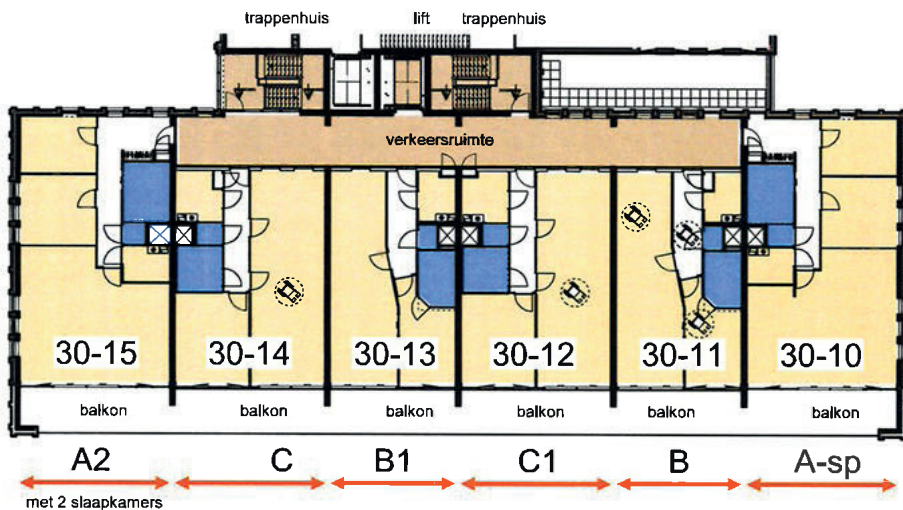 trappenhuis lift trappenhuis
verkeersruimte
30-15 30-14 30-13 30-12 30-11 30-10
balkon balkon balkon balkon balkon balkon
A2 C B1 C1 B A-sp
met 2 slaapkamers